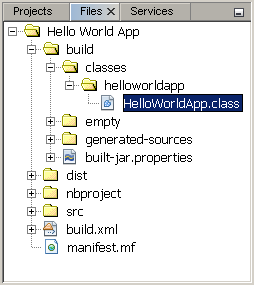 Projects Files Services
Hello World App
build
classes
helloworldapp
HelloWorldApp.class
empty
generated-sources
built-jar.properties
dist
nbproject
src
build.xml
manifest.mf